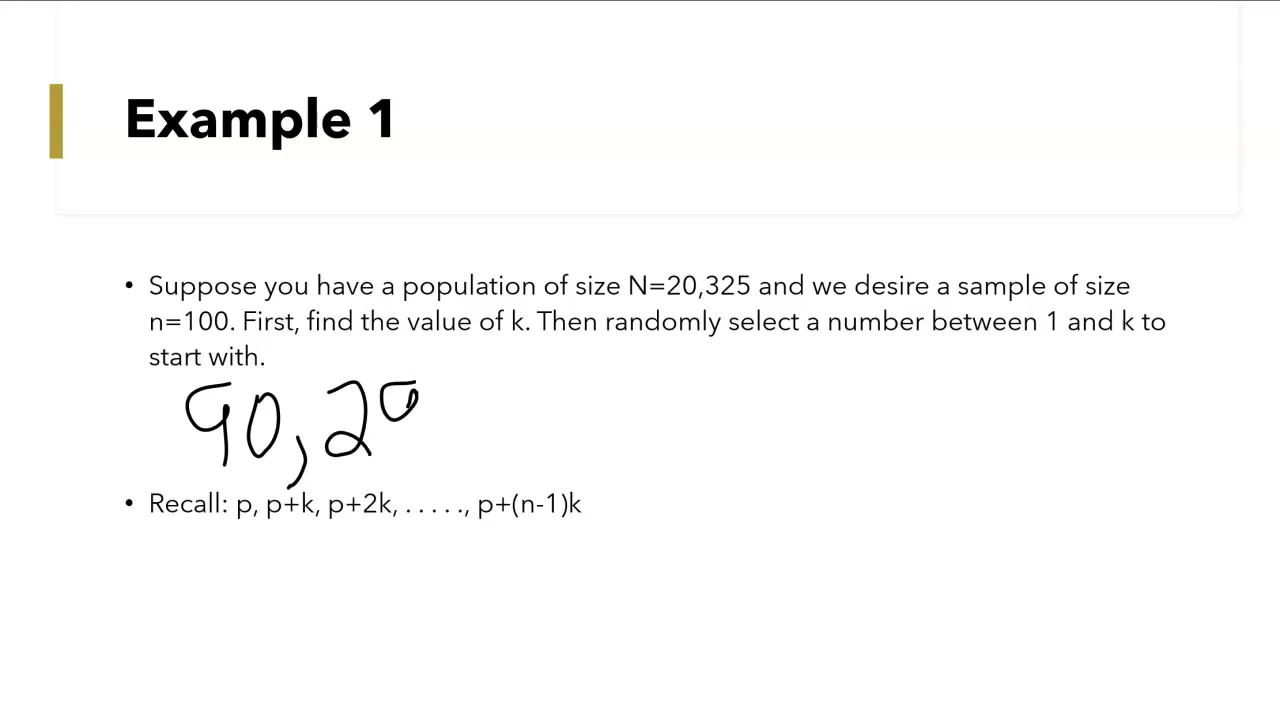 Example 1
• Suppose you have a population of size N=20,325 and we desire a sample of size
n=100. First, find the value of k. Then randomly select a number between 1 and k to
start with.
90, 29
• Recall: p, p+k, p+2k, . . . . ., p+(n-1)k